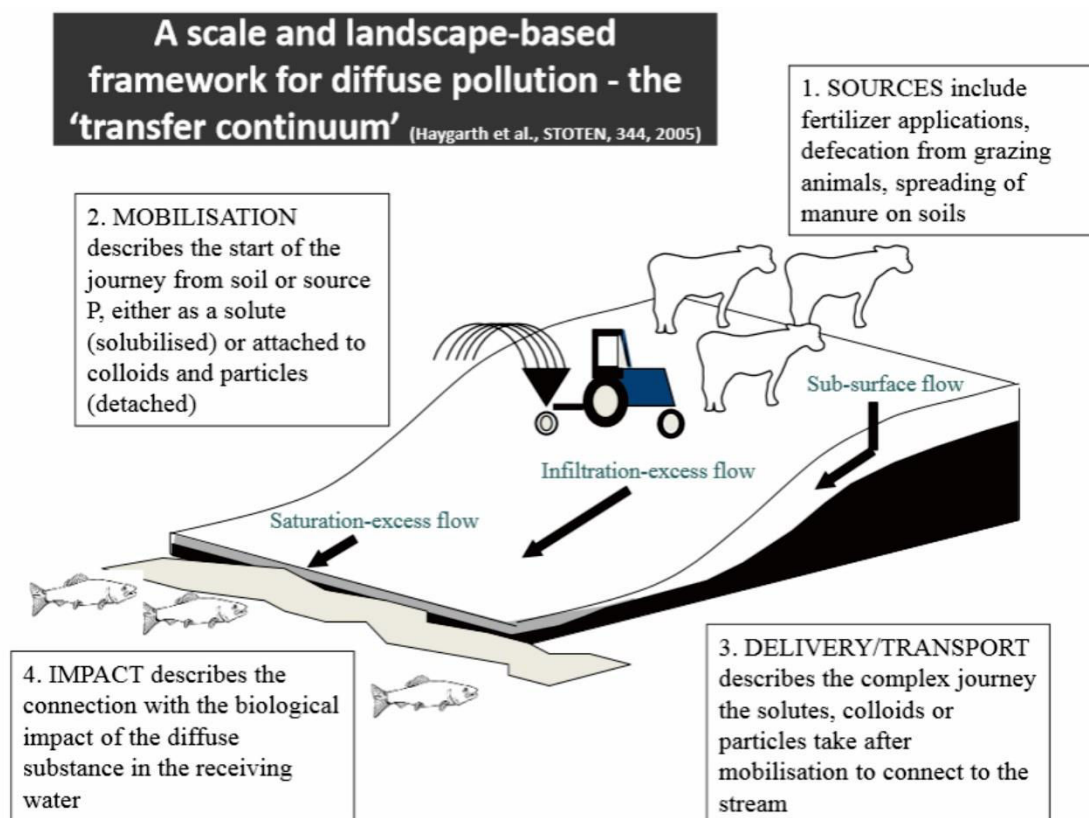 A scale and landscape-based
framework for diffuse pollution - the
‘transfer continuum’ (Haygarth et al., STOTEN, 344, 2005)
1. SOURCES include
fertilizer applications,
defecation from grazing
animals, spreading of
manure on soils
2. MOBILISATION
describes the start of the
journey from soil or source
P, either as a solute
(solubilised) or attached to
colloids and particles
(detached)
Sub-surface flow
Infiltration-excess flow
Saturation-excess flow
3. DELIVERY/TRANSPORT
describes the complex journey
the solutes, colloids or
particles take after
mobilisation to connect to the
stream
4. IMPACT describes the
connection with the biological
impact of the diffuse
substance in the receiving
water